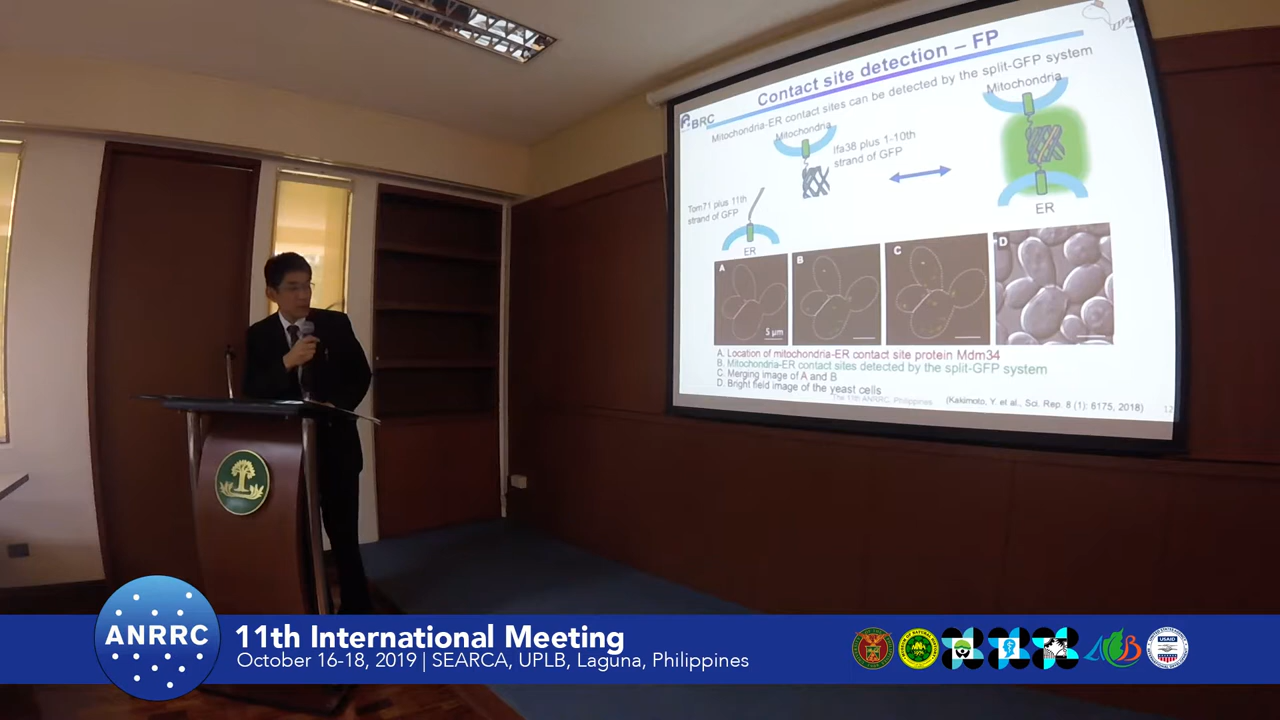 Contact site detection – FP
BRC
Mitochondria-ER contact sites can be detected by the split-GFP system
Mitochondria
Mitochondria
Ifa38 plus 1-10th
strand of GFP
Tom71 plus 11th
strand of GFP
ER
ER
A
B
C
D
5 µm
A. Location of mitochondria-ER contact site protein Mdm34
B. Mitochondria-ER contact sites detected by the split-GFP system
C. Merging image of A and B
D. Bright field image of the yeast cells
The 11th ANRRC, Philippines
(Kakimoto, Y. et al., Sci. Rep. 8 (1): 6175, 2018)
12
ANRRC
11th International Meeting
October 16-18, 2019 | SEARCA, UPLB, Laguna, Philippines
USAID